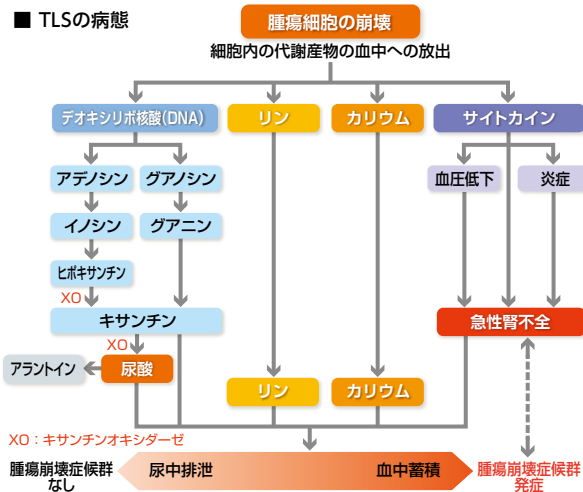 ■ TLSの病態
腫瘍細胞の崩壊
細胞内の代謝産物の血中への放出
デオキシリボ核酸(DNA)
リン
カリウム
サイトカイン
アデノシン
グアノシン
血圧低下
炎症
イノシン
グアニン
ヒポキサンチン
XO
キサンチン
急性腎不全
XO
アラントイン
尿酸
リン
カリウム
XO:キサンチンオキシダーゼ
腫瘍崩壊症候群
なし
尿中排泄
血中蓄積
腫瘍崩壊症候群
発症